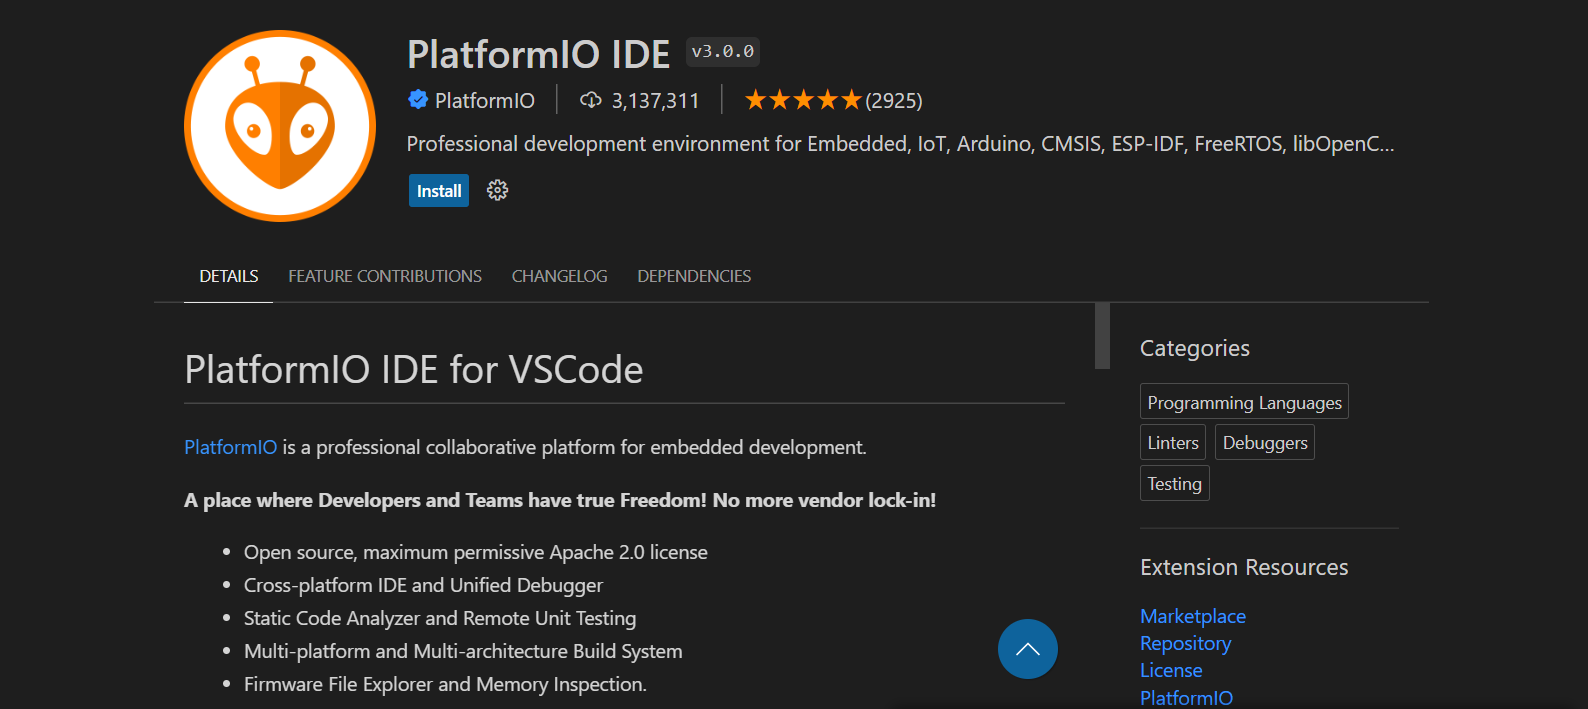 PlatformIO IDE v3.0.0
PlatformIO 3,137,311 (2925)
Professional development environment for Embedded, IoT, Arduino, CMSIS, ESP-IDF, FreeRTOS, libOpenC...
Install
DETAILS FEATURE CONTRIBUTIONS CHANGELOG DEPENDENCIES
PlatformIO IDE for VSCode
PlatformIO is a professional collaborative platform for embedded development.
A place where Developers and Teams have true Freedom! No more vendor lock-in!
• Open source, maximum permissive Apache 2.0 license
• Cross-platform IDE and Unified Debugger
• Static Code Analyzer and Remote Unit Testing
• Multi-platform and Multi-architecture Build System
• Firmware File Explorer and Memory Inspection.
Categories
Programming Languages
Linters Debuggers
Testing
Extension Resources
Marketplace
Repository
License
PlatformIO